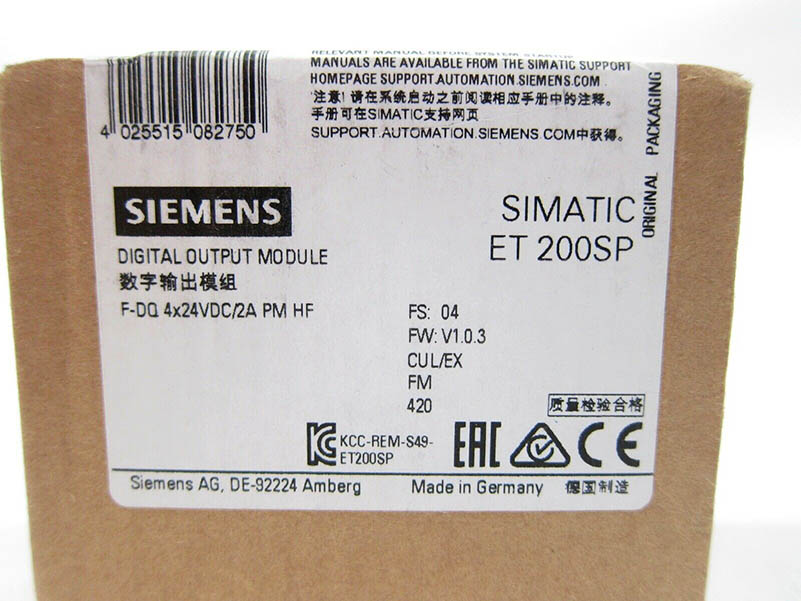 RELEVANT MANUAL BEFORE SYSTEM STARTUP
MANUALS ARE AVAILABLE FROM THE SIMATIC SUPPORT
HOMEPAGE SUPPORT.AUTOMATION.SIEMENS.COM
注意! 请在系统启动之前阅读相应手册中的注释。
手册可在SIMATIC支持网页
SUPPORT.AUTOMATION.SIEMENS.COM中获得。
4 025515 082750
ORIGINAL PACKAGING
SIEMENS
SIMATIC
ET 200SP
DIGITAL OUTPUT MODULE
数字输出模组
F-DQ 4x24VDC/2A PM HF
FS: 04
FW: V1.0.3
CUL/EX
FM
420
质量检验合格
KCC-REM-S49-
ET200SP
EAC
CE
Siemens AG, DE-92224 Amberg
Made in Germany 德国制造